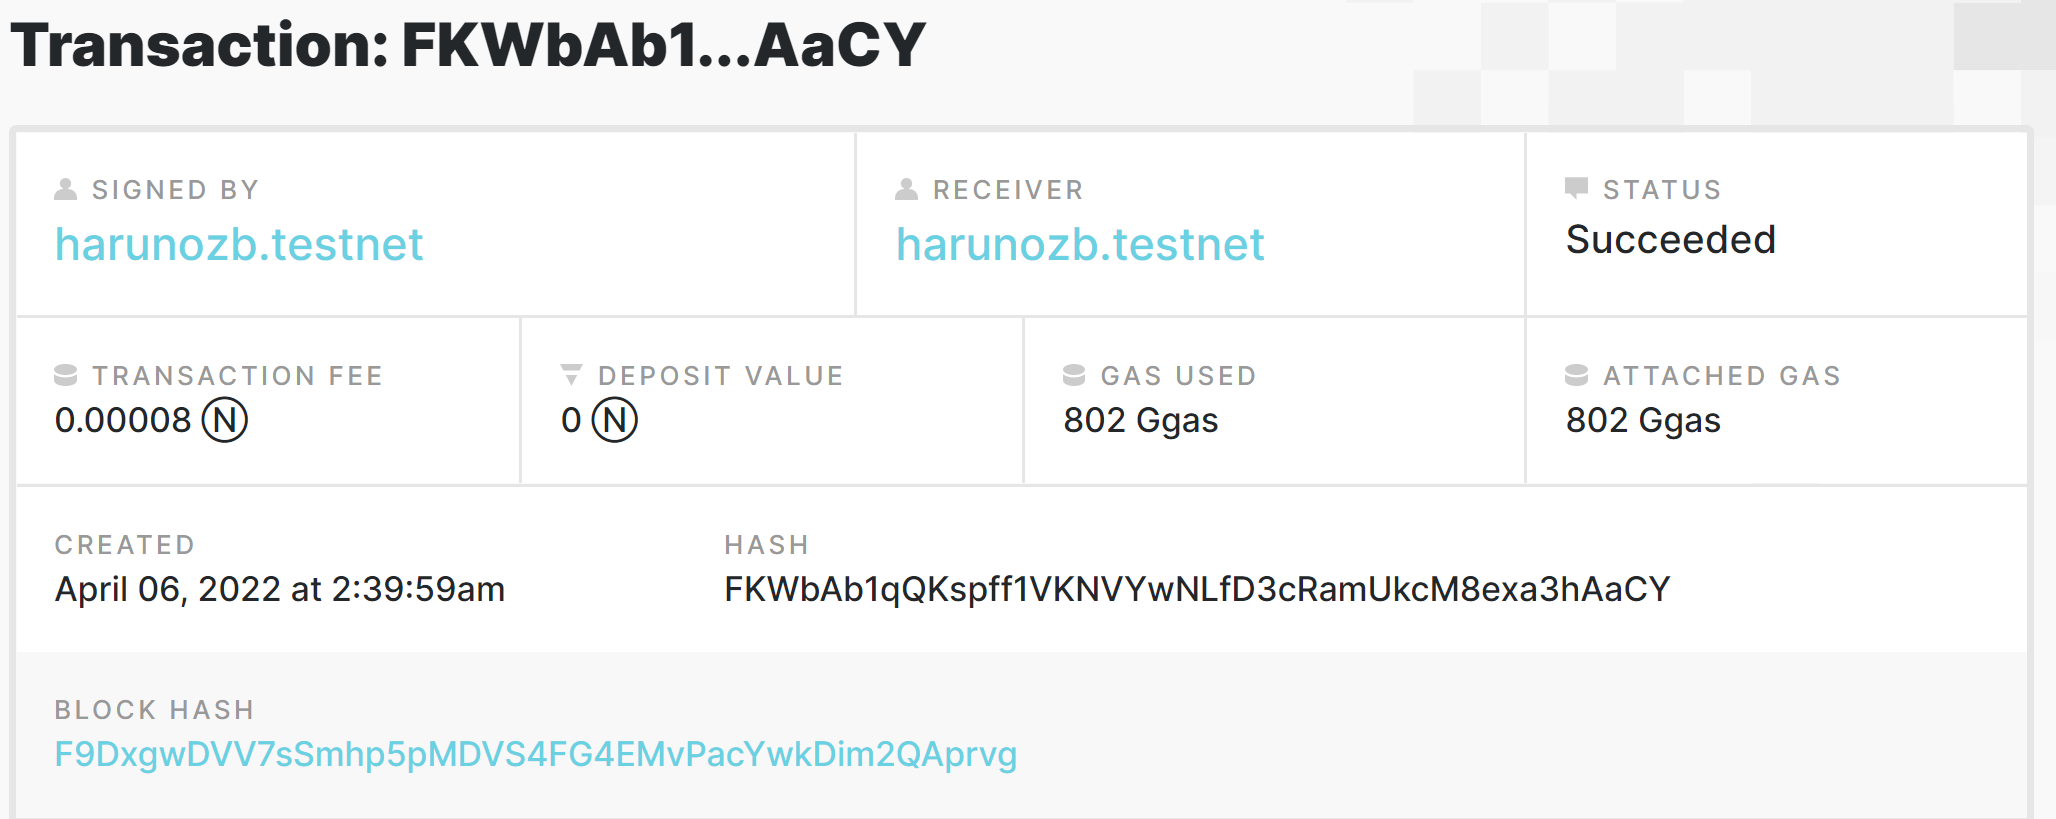 Transaction: FKWbAb1...AaCY
SIGNED BY
harunozb.testnet
RECEIVER
harunozb.testnet
STATUS
Succeeded
TRANSACTION FEE
0.00008 Ⓝ
DEPOSIT VALUE
0 Ⓝ
GAS USED
802 Ggas
ATTACHED GAS
802 Ggas
CREATED
April 06, 2022 at 2:39:59am
HASH
FKWbAb1qQKspff1VKNVYwNLfD3cRamUkcM8exa3hAaCY
BLOCK HASH
F9DxgwDVV7sSmhp5pMDVS4FG4EMvPacYwkDim2QAprvg